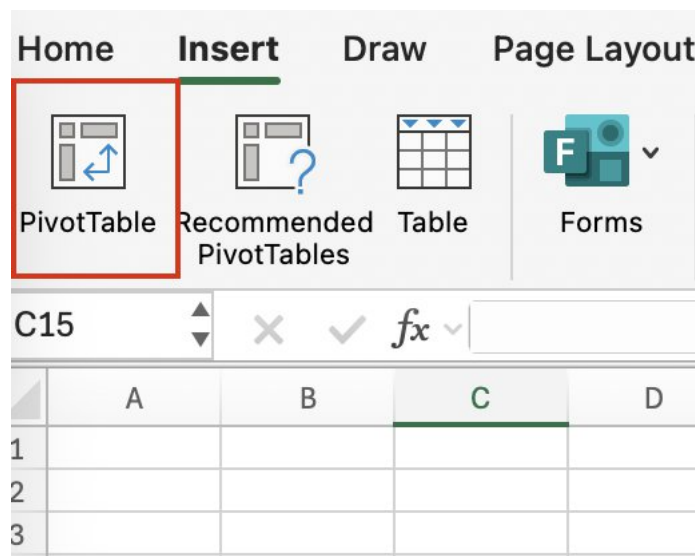 Home Insert Draw Page Layout
PivotTable Recommended PivotTables Table Forms
C15 fx
A B C D
1
2
3